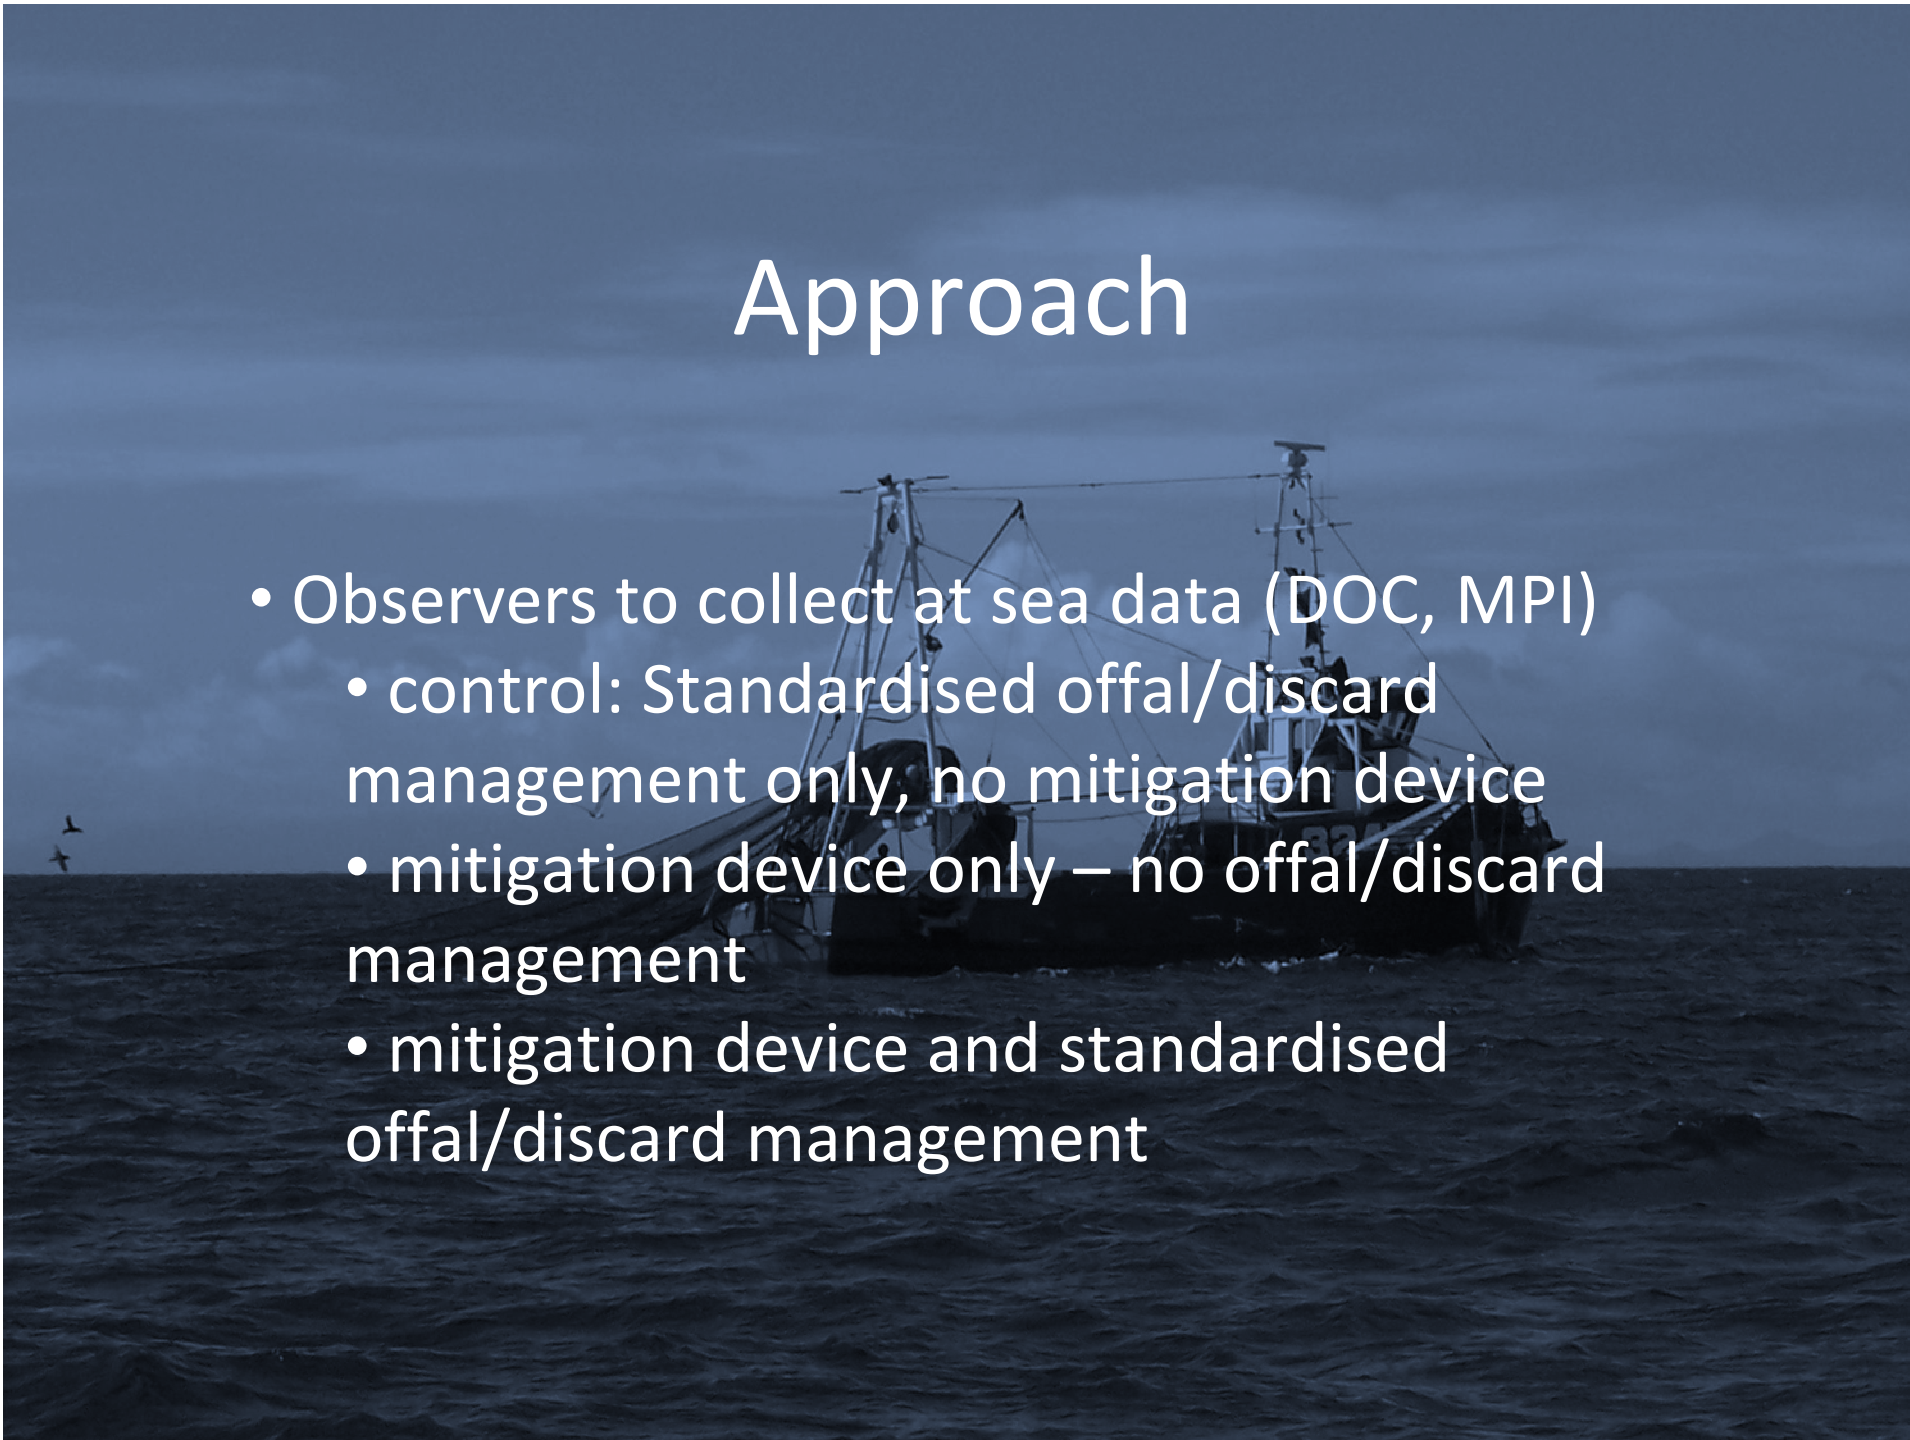 Approach
• Observers to collect at sea data (DOC, MPI)
• control: Standardised offal/discard
management only, no mitigation device
• mitigation device only – no offal/discard
management
• mitigation device and standardised
offal/discard management